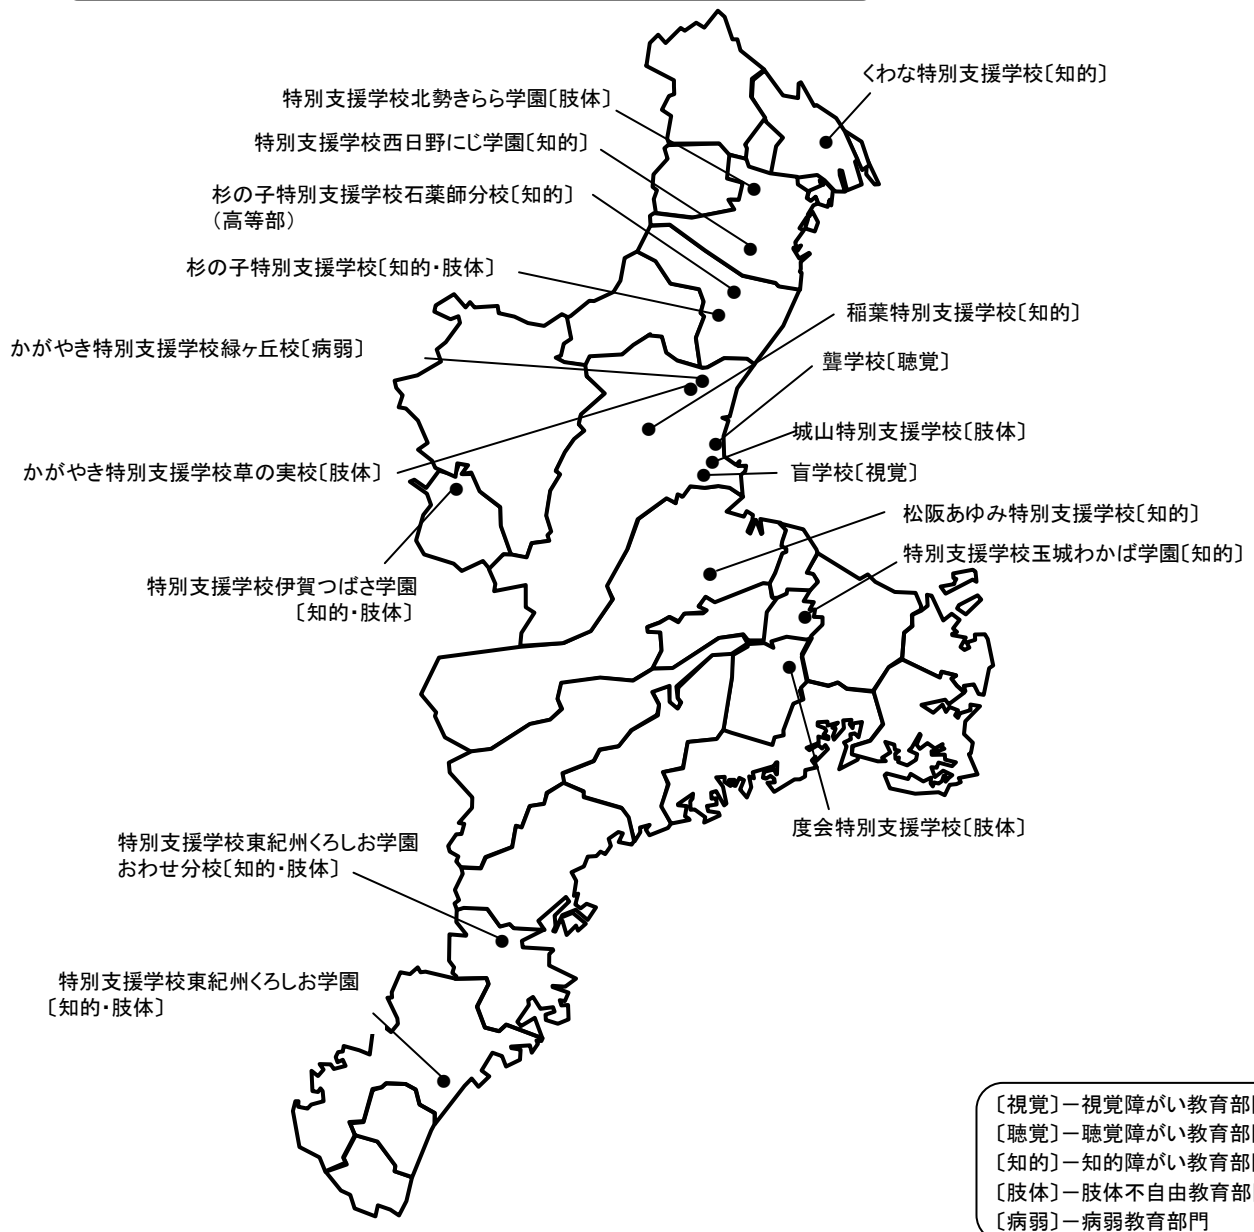 くわな特別支援学校〔知的〕
特別支援学校北勢きらら学園〔肢体〕
特別支援学校西日野にじ学園〔知的〕
杉の子特別支援学校石薬師分校〔知的〕
（高等部）
杉の子特別支援学校〔知的・肢体〕
稲葉特別支援学校〔知的〕
かがやき特別支援学校緑ヶ丘校〔病弱〕
聾学校〔聴覚〕
城山特別支援学校〔肢体〕
かがやき特別支援学校草の実校〔肢体〕
盲学校〔視覚〕
松阪あゆみ特別支援学校〔知的〕
特別支援学校玉城わかば学園〔知的〕
特別支援学校伊賀つばさ学園
〔知的・肢体〕
度会特別支援学校〔肢体〕
特別支援学校東紀州くろしお学園
おわせ分校〔知的・肢体〕
特別支援学校東紀州くろしお学園
〔知的・肢体〕
〔視覚〕－視覚障がい教育部
〔聴覚〕－聴覚障がい教育部
〔知的〕－知的障がい教育部
〔肢体〕－肢体不自由教育部
〔病弱〕－病弱教育部門